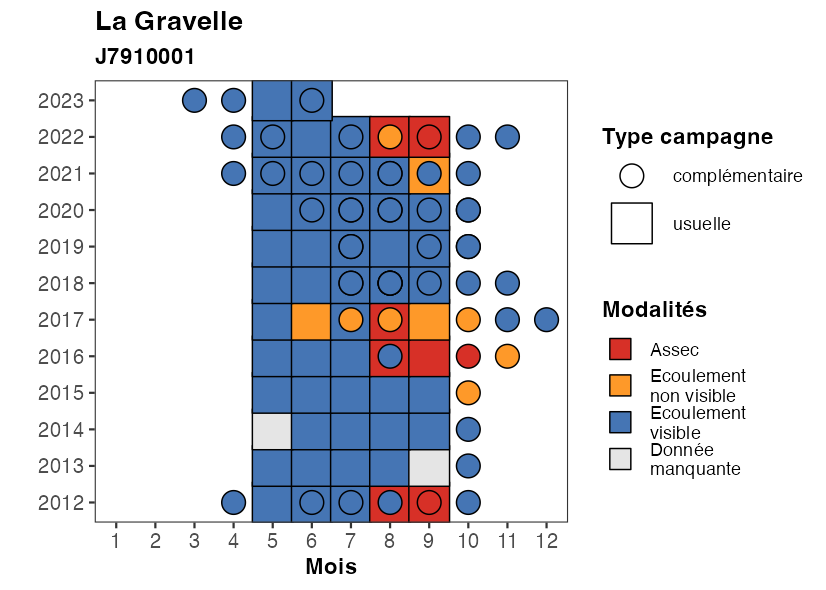 La Gravelle
J7910001
2023
2022
2021
2020
2019
2018
2017
2016
2015
2014
2013
2012
1 2 3 4 5 6 7 8 9 10 11 12
Mois
Type campagne
complémentaire
usuelle
Modalités
Assec
Ecoulement
non visible
Ecoulement
visible
Donnée
manquante